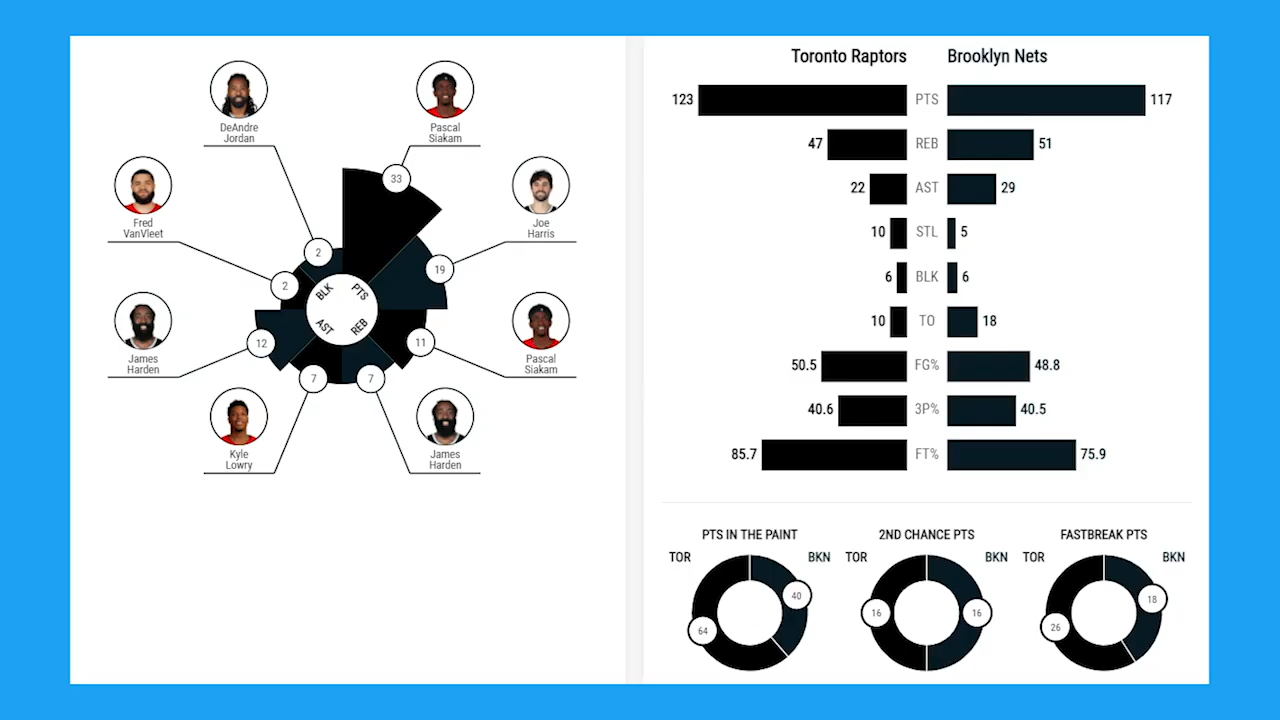 DeAndre
Jordan
Pascal
Siakam
33
Fred
VanVleet
Joe
Harris
2
19
2
BLK
PTS
AST
REB
James
Harden
12
11
Pascal
Siakam
7
7
Kyle
Lowry
James
Harden
Toronto Raptors
Brooklyn Nets
123 PTS 117
47 REB 51
22 AST 29
10 STL 5
6 BLK 6
10 TO 18
50.5 FG% 48.8
40.6 3P% 40.5
85.7 FT% 75.9
PTS IN THE PAINT
TOR
BKN
40
64
2ND CHANCE PTS
TOR
BKN
16
16
FASTBREAK PTS
TOR
BKN
18
26